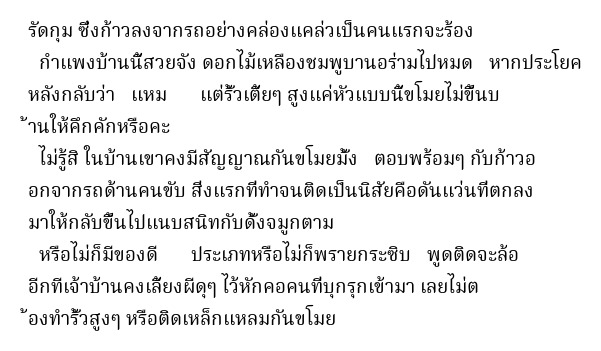 รัดกุม ซึ่งก้าวลงจากรถอย่างคล่องแคล่วเป็นคนแรกจะร้อง
กำแพงบ้านนี้สวยจัง ดอกไม้เหลืองชมพูบานอร่ามไปหมด หากประโยค
หลังกลับว่า แหม แต่รั้วเตี้ยๆ สูงแค่หัวแบบนี้ขโมยไม่ขึ้นบ
้านให้คึกคักหรือคะ
ไม่รู้สิ ในบ้านเขาคงมีสัญญาณกันขโมยมั้ง ตอบพร้อมๆ กับก้าวอ
อกจากรถด้านคนขับ สิ่งแรกที่ทำจนติดเป็นนิสัยคือดันแว่นที่ตกลง
มาให้กลับขึ้นไปแนบสนิทกับดั้งจมูกตาม
หรือไม่ก็มีของดี ประเภทหรือไม่ก็พรายกระซิบ พูดติดจะล้อ
อีกทีเจ้าบ้านคงเลี้ยงผีดุๆ ไว้หักคอคนที่บุกรุกเข้ามา เลยไม่ต
้องทำรั้วสูงๆ หรือติดเหล็กแหลมกันขโมย